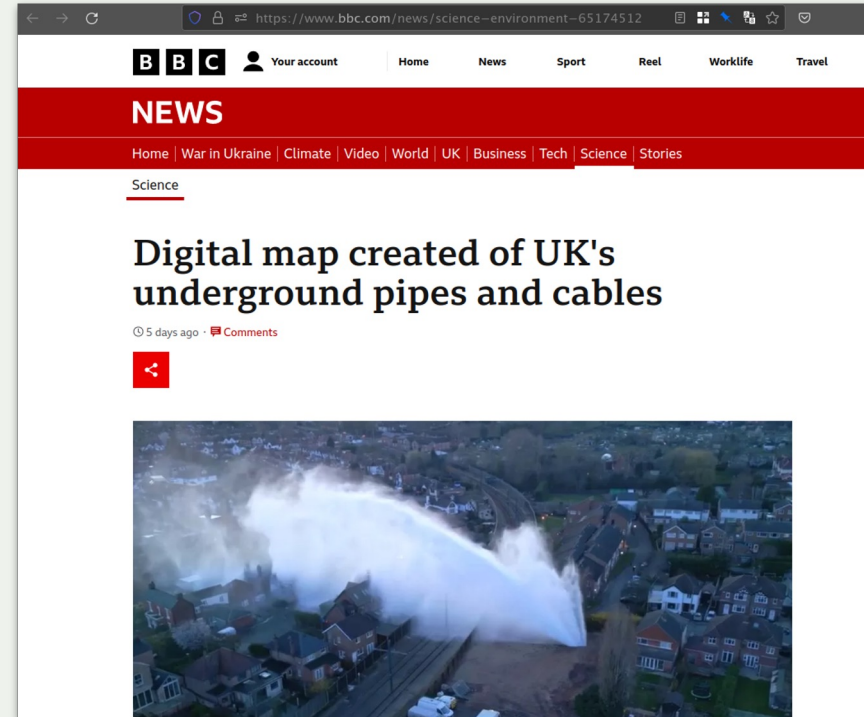 https://www.bbc.com/news/science-environment-65174512
BBC Your account Home News Sport Reel Worklife Travel
NEWS
Home War in Ukraine Climate Video World UK Business Tech Science Stories
Science
Digital map created of UK's
underground pipes and cables
5 days ago · Comments